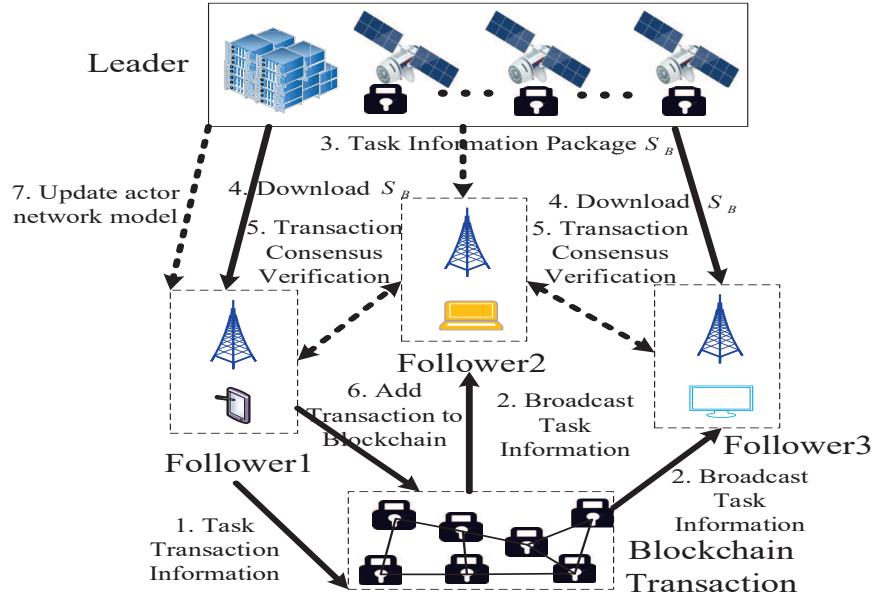 Leader
3. Task Information Package S_B
7. Update actor
network model
4. Download S_B
4. Download S_B
5. Transaction
Consensus
Verification
5. Transaction
Consensus
Verification
Follower2
6. Add
Transaction to
Blockchain
2. Broadcast
Task
Information
Follower1
Follower3
2. Broadcast
Task
Information
1. Task
Transaction
Information
Blockchain
Transaction